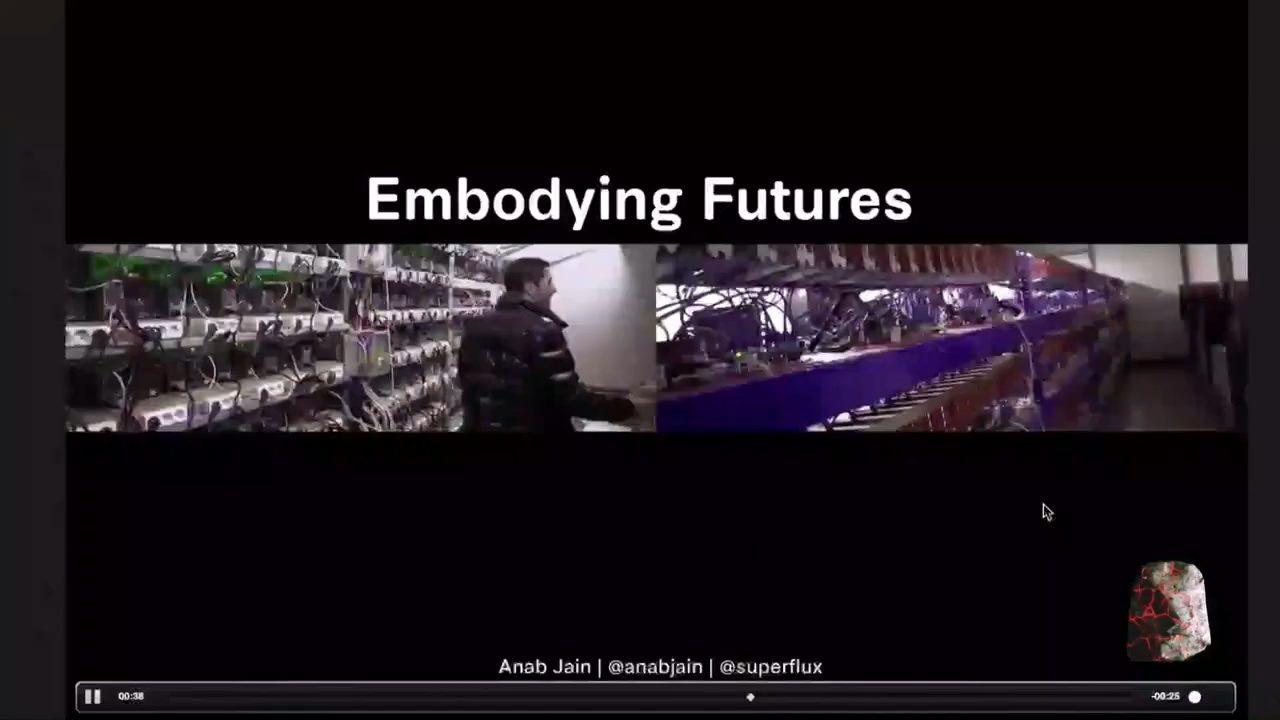 Embodying Futures
A
Anab Jain | @anabjain | @superflux
00:38
-00:25